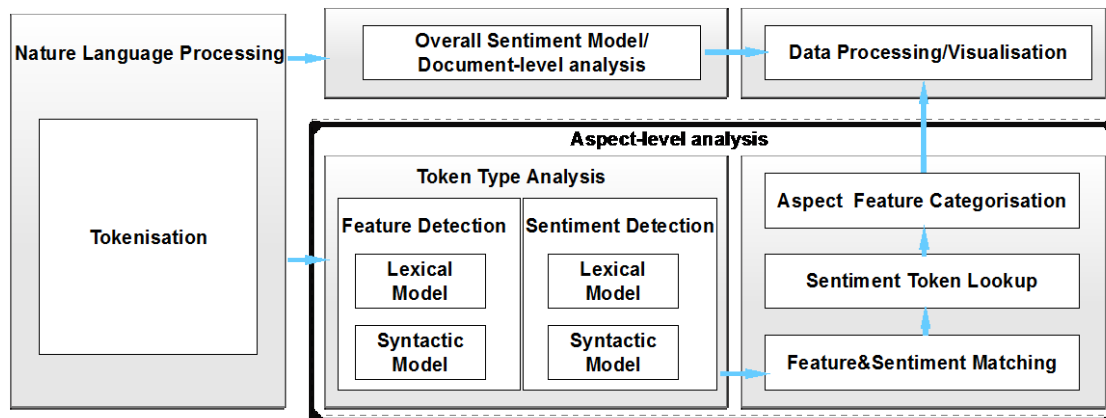 Nature Language Processing
Tokenisation
Overall Sentiment Model/
Document-level analysis
Data Processing/Visualisation
Aspect-level analysis
Token Type Analysis
Feature Detection
Lexical
Model
Syntactic
Model
Sentiment Detection
Lexical
Model
Syntactic
Model
Aspect Feature Categorisation
Sentiment Token Lookup
Feature&Sentiment Matching